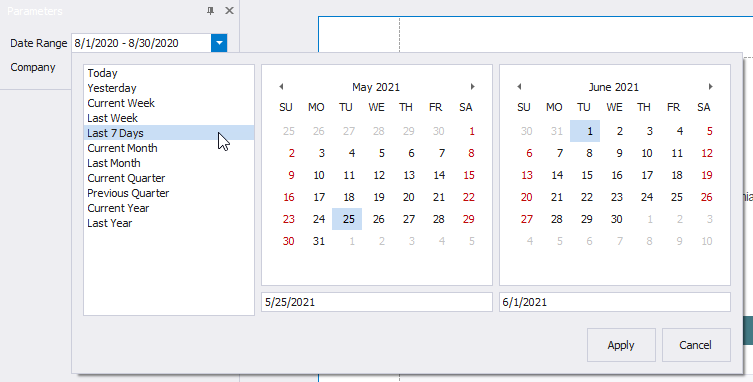 Parameters
Date Range 8/1/2020 - 8/30/2020
Company
Today
Yesterday
Current Week
Last Week
Last 7 Days
Current Month
Last Month
Current Quarter
Previous Quarter
Current Year
Last Year
May 2021
SU MO TU WE TH FR SA
25 26 27 28 29 30 1
2 3 4 5 6 7 8
9 10 11 12 13 14 15
16 17 18 19 20 21 22
23 24 25 26 27 28 29
30 31 1 2 3 4 5
5/25/2021
June 2021
SU MO TU WE TH FR SA
30 31 1 2 3 4 5
6 7 8 9 10 11 12
13 14 15 16 17 18 19
20 21 22 23 24 25 26
27 28 29 30 1 2 3
4 5 6 7 8 9 10
6/1/2021
Apply Cancel